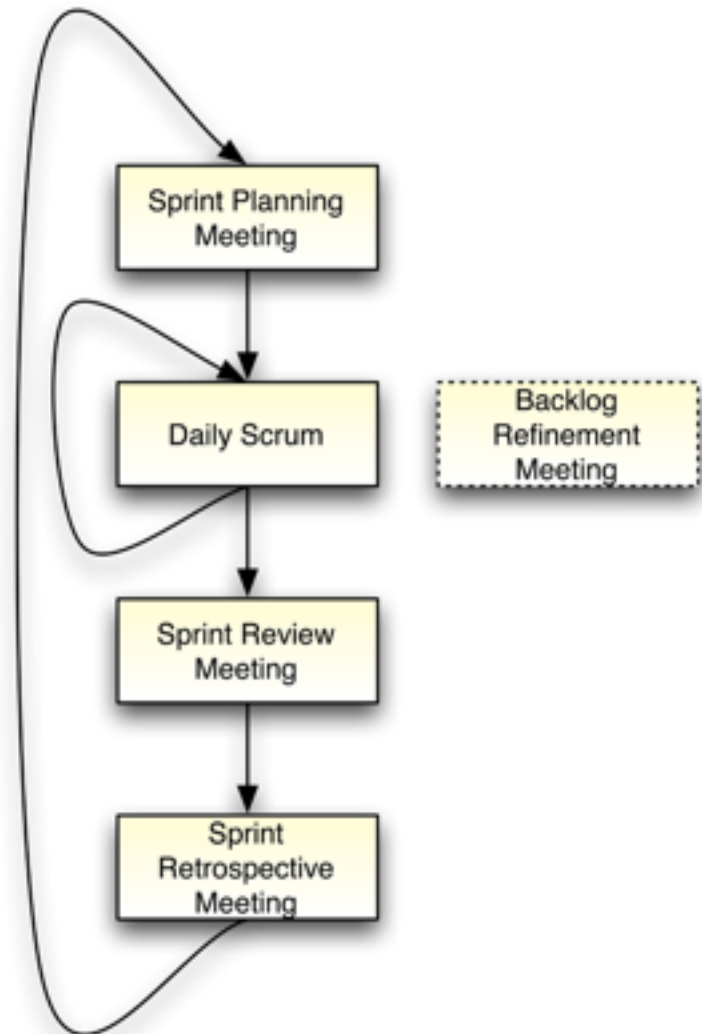 Sprint Planning
Meeting
Daily Scrum
Backlog
Refinement
Meeting
Sprint Review
Meeting
Sprint
Retrospective
Meeting